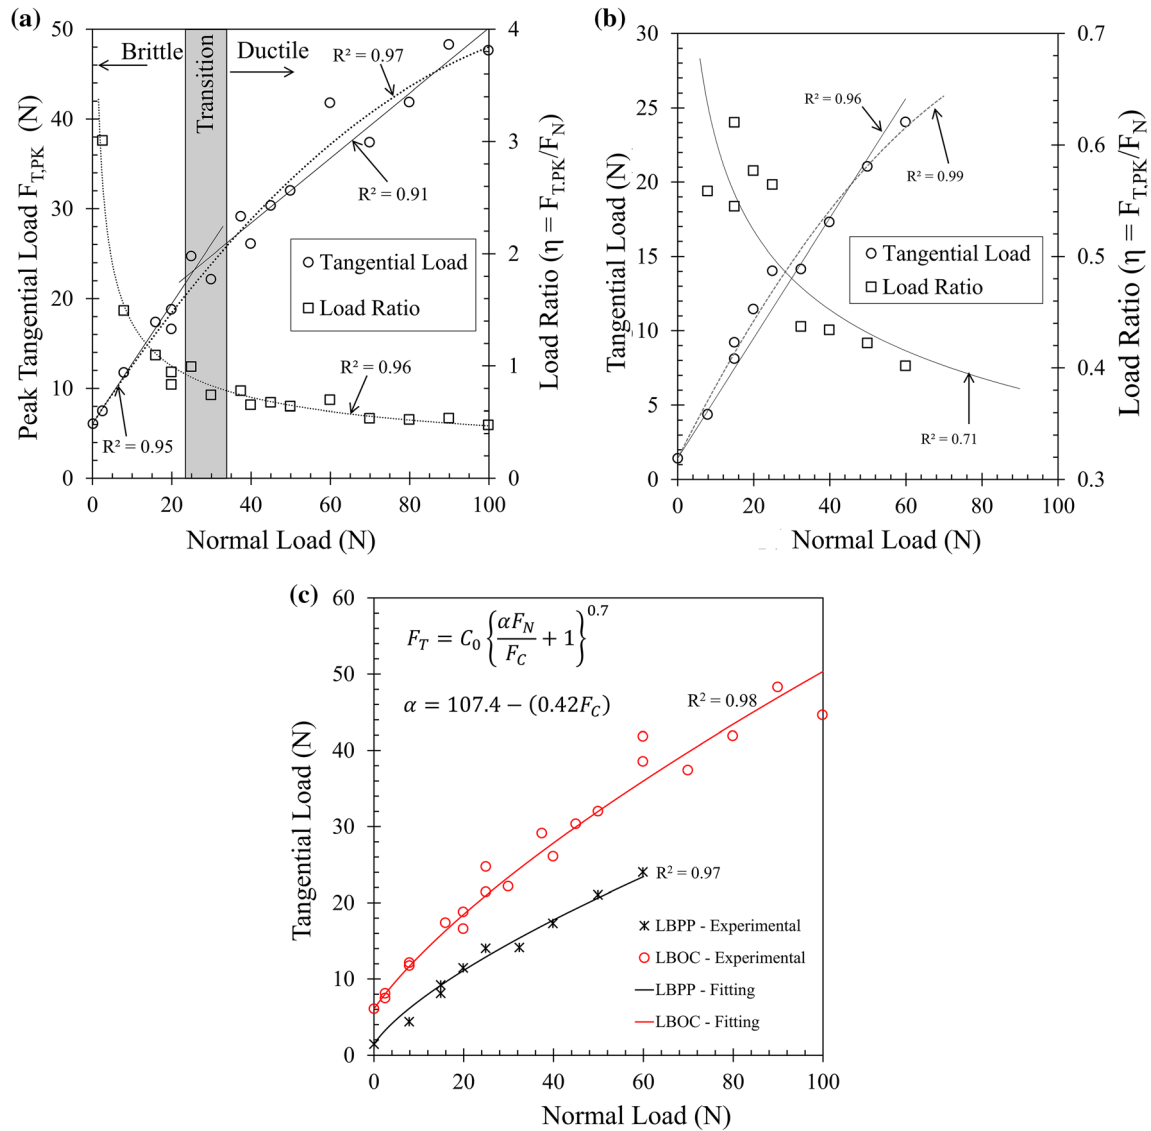 (a)
Peak Tangential Load F_T,PK (N)
50
40
30
20
10
0
Brittle
Transition
Ductile
R² = 0.97
R² = 0.91
Tangential Load
Load Ratio
R² = 0.96
R² = 0.95
4
3
2
1
0
Load Ratio (η = F_T.PK/F_N)
0 20 40 60 80 100
Normal Load (N)
(b)
Tangential Load (N)
30
25
20
15
10
5
0
R² = 0.96
R² = 0.99
Tangential Load
Load Ratio
R² = 0.71
0.7
0.6
0.5
0.4
0.3
Load Ratio (η = F_T.PK/F_N)
0 20 40 60 80 100
Normal Load (N)
(c)
Tangential Load (N)
60
50
40
30
20
10
0
F_T = C_0 {αF_N/F_C + 1}^0.7
α = 107.4 − (0.42F_C)
R² = 0.98
R² = 0.97
LBPP - Experimental
LBOC - Experimental
LBPP - Fitting
LBOC - Fitting
0 20 40 60 80 100
Normal Load (N)